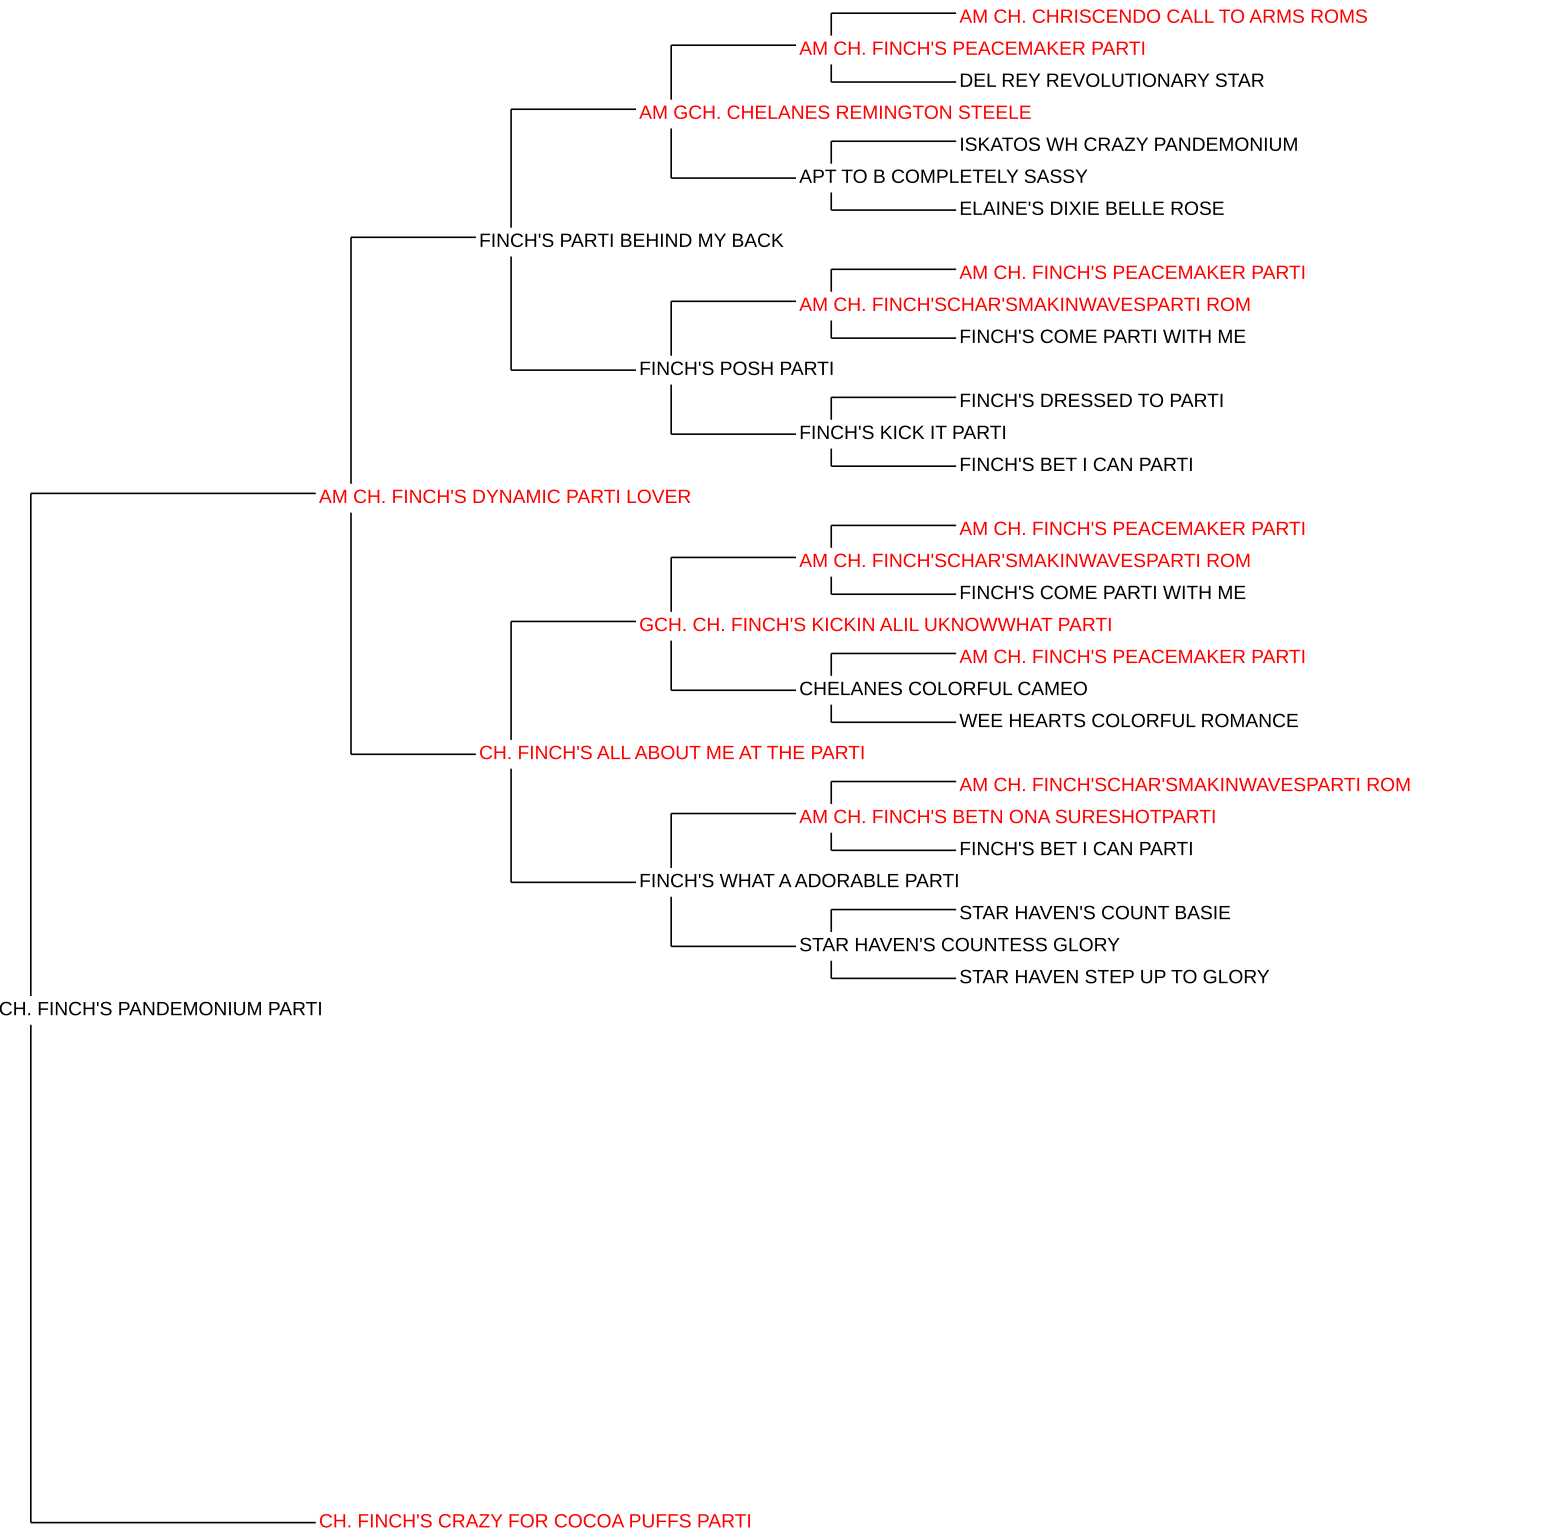 AM CH. CHRISCENDO CALL TO ARMS ROMS
AM CH. FINCH'S PEACEMAKER PARTI
DEL REY REVOLUTIONARY STAR
AM GCH. CHELANES REMINGTON STEELE
ISKATOS WH CRAZY PANDEMONIUM
APT TO B COMPLETELY SASSY
ELAINE'S DIXIE BELLE ROSE
FINCH'S PARTI BEHIND MY BACK
AM CH. FINCH'S PEACEMAKER PARTI
AM CH. FINCH'SCHAR'SMAKINWAVESPARTI ROM
FINCH'S COME PARTI WITH ME
FINCH'S POSH PARTI
FINCH'S DRESSED TO PARTI
FINCH'S KICK IT PARTI
FINCH'S BET I CAN PARTI
AM CH. FINCH'S DYNAMIC PARTI LOVER
AM CH. FINCH'S PEACEMAKER PARTI
AM CH. FINCH'SCHAR'SMAKINWAVESPARTI ROM
FINCH'S COME PARTI WITH ME
GCH. CH. FINCH'S KICKIN ALIL UKNOWWHAT PARTI
AM CH. FINCH'S PEACEMAKER PARTI
CHELANES COLORFUL CAMEO
WEE HEARTS COLORFUL ROMANCE
CH. FINCH'S ALL ABOUT ME AT THE PARTI
AM CH. FINCH'SCHAR'SMAKINWAVESPARTI ROM
AM CH. FINCH'S BETN ONA SURESHOTPARTI
FINCH'S BET I CAN PARTI
FINCH'S WHAT A ADORABLE PARTI
STAR HAVEN'S COUNT BASIE
STAR HAVEN'S COUNTESS GLORY
STAR HAVEN STEP UP TO GLORY
CH. FINCH'S PANDEMONIUM PARTI
CH. FINCH'S CRAZY FOR COCOA PUFFS PARTI